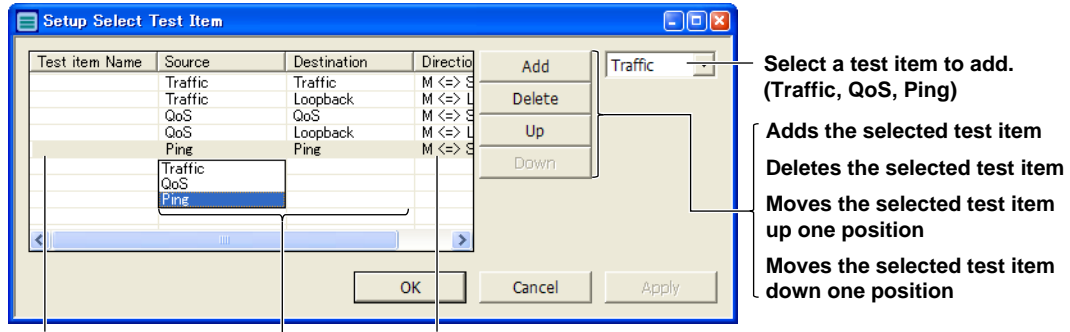 Setup Select Test Item
Test item Name Source Destination Directio
Traffic Traffic M <=> S
Traffic Loopback M <=> L
QoS QoS M <=> S
QoS Loopback M <=> L
Ping Ping M <=> S
Traffic
QoS
Ping
Add
Delete
Up
Down
Traffic
OK Cancel Apply
Select a test item to add.
(Traffic, QoS, Ping)
Adds the selected test item
Deletes the selected test item
Moves the selected test item
up one position
Moves the selected test item
down one position